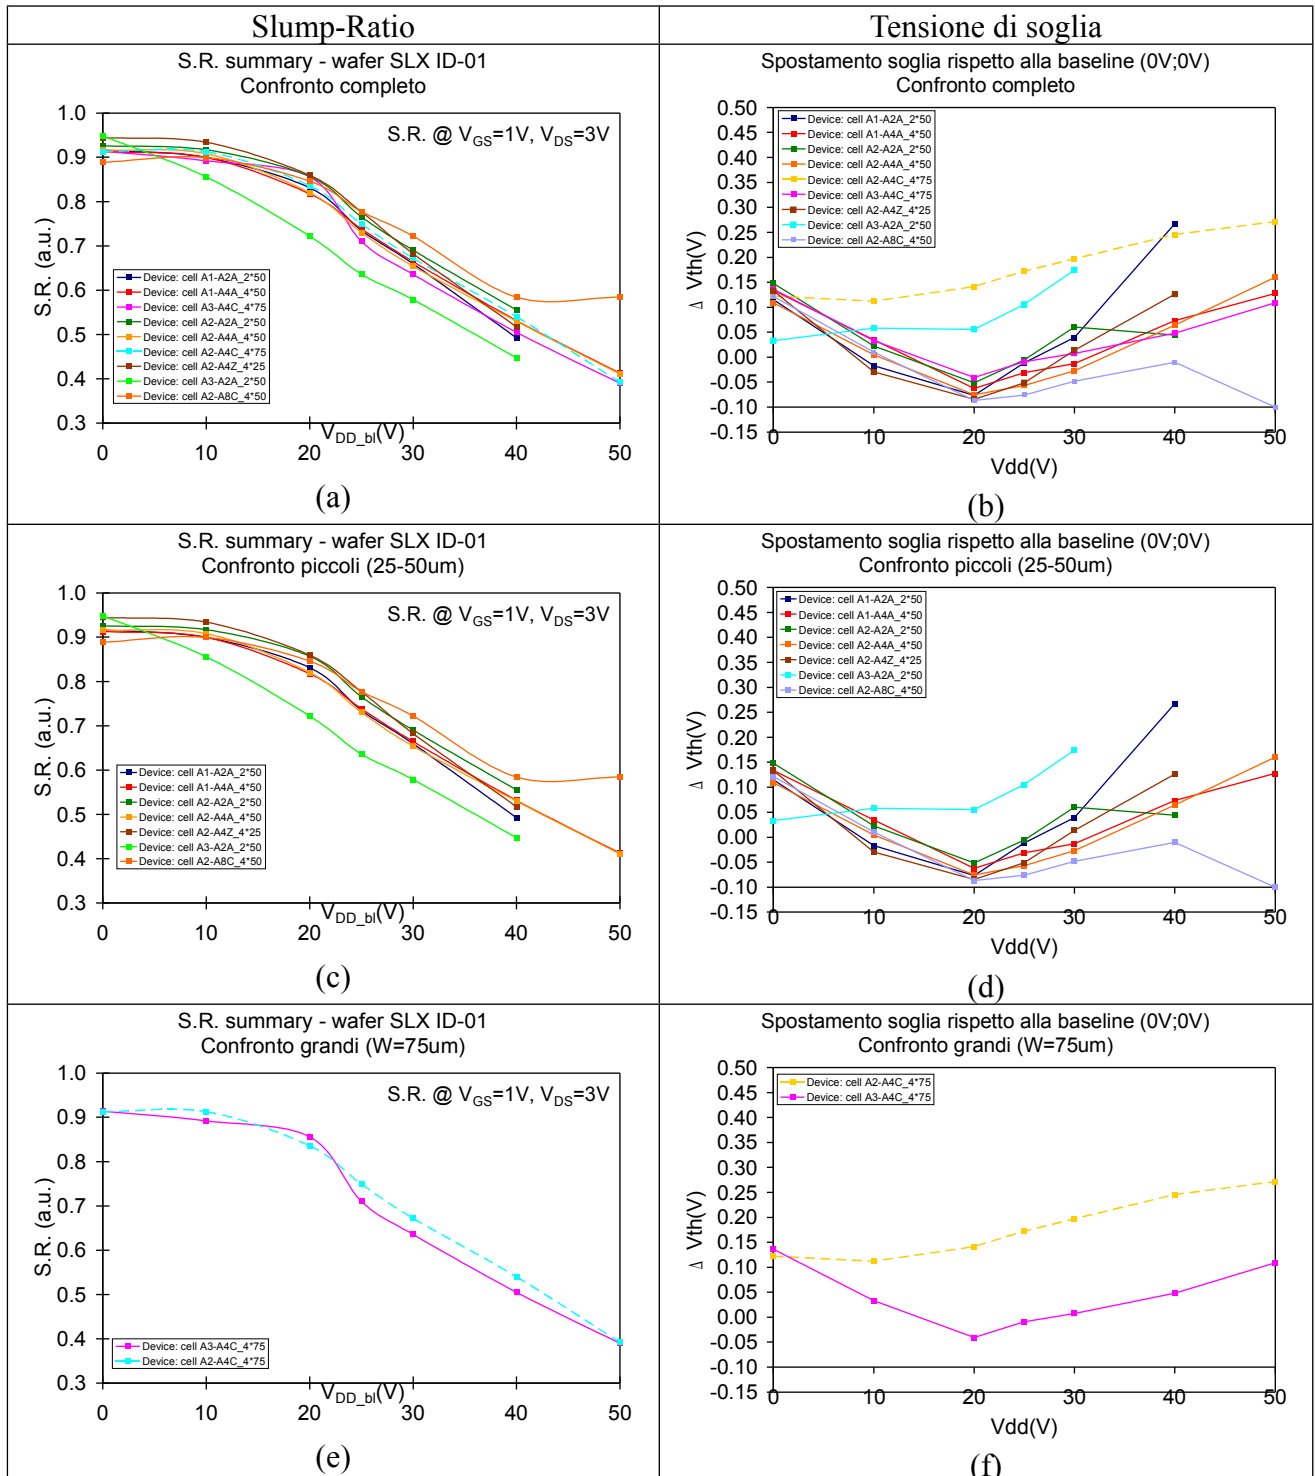 Slump-Ratio
Tensione di soglia
S.R. summary - wafer SLX ID-01
Confronto completo
S.R. @ VGS=1V, VDS=3V
1.0
0.9
0.8
0.7
0.6
0.5
0.4
0.3
S.R. (a.u.)
Device: cell A1-A2A_2*50
Device: cell A1-A4A_4*50
Device: cell A3-A4C_4*75
Device: cell A2-A2A_2*50
Device: cell A2-A4A_4*50
Device: cell A2-A4C_4*75
Device: cell A2-A4Z_4*25
Device: cell A3-A2A_2*50
Device: cell A2-A8C_4*50
0 10 20 30 40 50
VDD_bl(V)
(a)
Spostamento soglia rispetto alla baseline (0V;0V)
Confronto completo
0.50
0.45
0.40
0.35
0.30
0.25
0.20
0.15
0.10
0.05
0.00
-0.05
-0.10
-0.15
Δ Vth(V)
Device: cell A1-A2A_2*50
Device: cell A1-A4A_4*50
Device: cell A2-A2A_2*50
Device: cell A2-A4A_4*50
Device: cell A2-A4C_4*75
Device: cell A3-A4C_4*75
Device: cell A2-A4Z_4*25
Device: cell A3-A2A_2*50
Device: cell A2-A8C_4*50
0 10 20 30 40 50
Vdd(V)
(b)
S.R. summary - wafer SLX ID-01
Confronto piccoli (25-50um)
S.R. @ VGS=1V, VDS=3V
1.0
0.9
0.8
0.7
0.6
0.5
0.4
0.3
S.R. (a.u.)
Device: cell A1-A2A_2*50
Device: cell A1-A4A_4*50
Device: cell A2-A2A_2*50
Device: cell A2-A4A_4*50
Device: cell A2-A4Z_4*25
Device: cell A3-A2A_2*50
Device: cell A2-A8C_4*50
0 10 20 30 40 50
VDD_bl(V)
(c)
Spostamento soglia rispetto alla baseline (0V;0V)
Confronto piccoli (25-50um)
0.50
0.45
0.40
0.35
0.30
0.25
0.20
0.15
0.10
0.05
0.00
-0.05
-0.10
-0.15
Δ Vth(V)
Device: cell A1-A2A_2*50
Device: cell A1-A4A_4*50
Device: cell A2-A2A_2*50
Device: cell A2-A4A_4*50
Device: cell A2-A4Z_4*25
Device: cell A3-A2A_2*50
Device: cell A2-A8C_4*50
0 10 20 30 40 50
Vdd(V)
(d)
S.R. summary - wafer SLX ID-01
Confronto grandi (W=75um)
S.R. @ VGS=1V, VDS=3V
1.0
0.9
0.8
0.7
0.6
0.5
0.4
0.3
S.R. (a.u.)
Device: cell A3-A4C_4*75
Device: cell A2-A4C_4*75
0 10 20 30 40 50
VDD_bl(V)
(e)
Spostamento soglia rispetto alla baseline (0V;0V)
Confronto grandi (W=75um)
0.50
0.45
0.40
0.35
0.30
0.25
0.20
0.15
0.10
0.05
0.00
-0.05
-0.10
-0.15
Δ Vth(V)
Device: cell A2-A4C_4*75
Device: cell A3-A4C_4*75
0 10 20 30 40 50
Vdd(V)
(f)